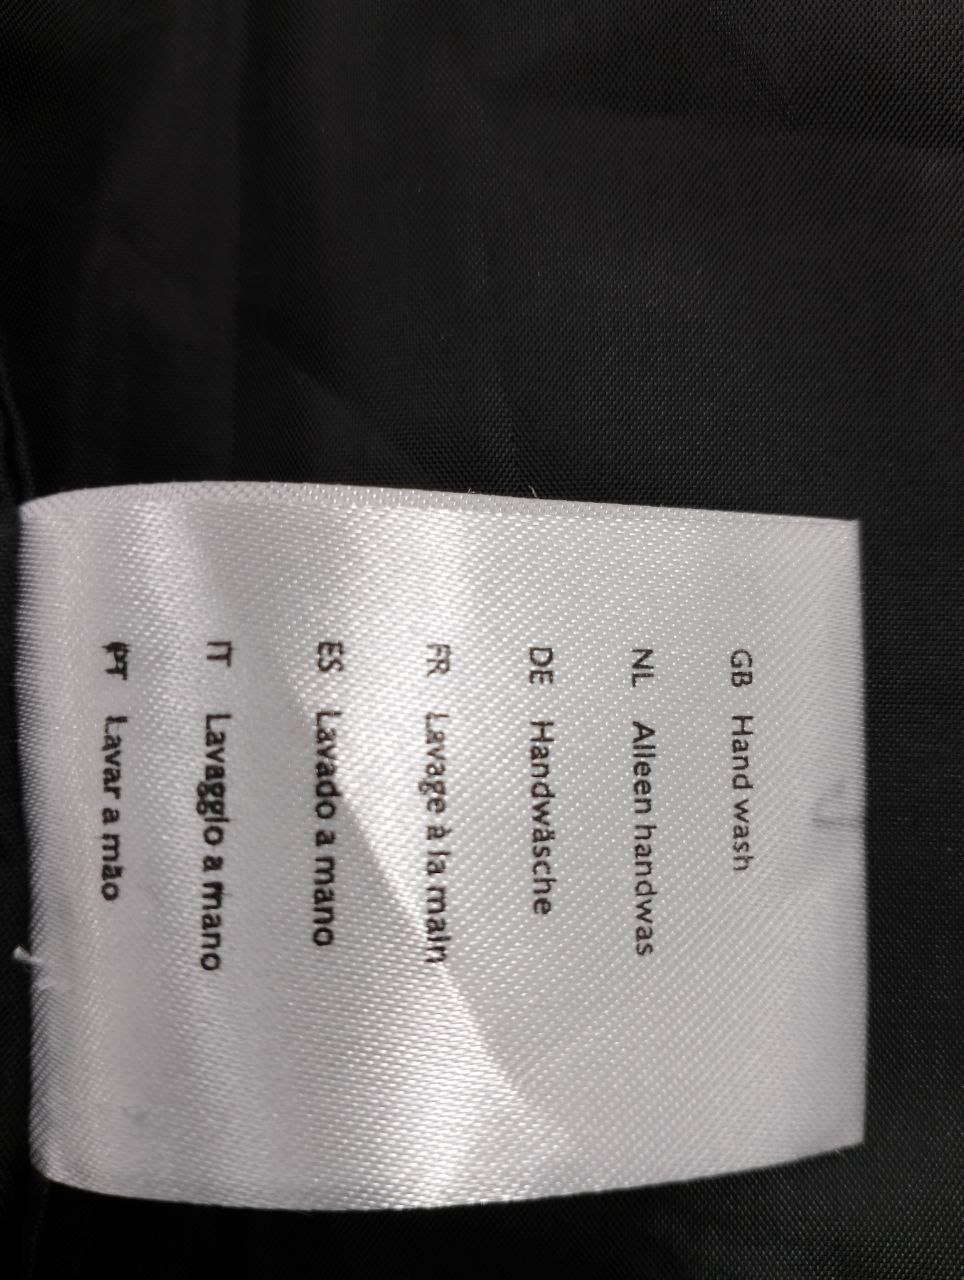 GB Hand wash
NL Alleen handwas
DE Handwäsche
FR Lavage à la main
ES Lavado a mano
IT Lavaggio a mano
PT Lavar a mão